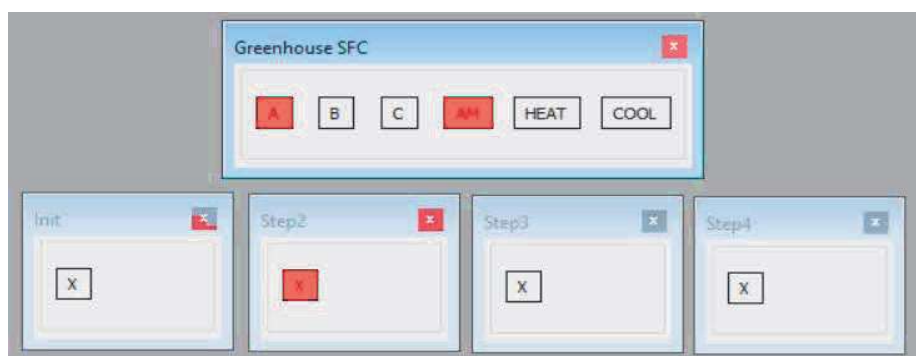 Greenhouse SFC
x
A B C AM HEAT COOL
Init x Step2 x Step3 x Step4 x
X X X X